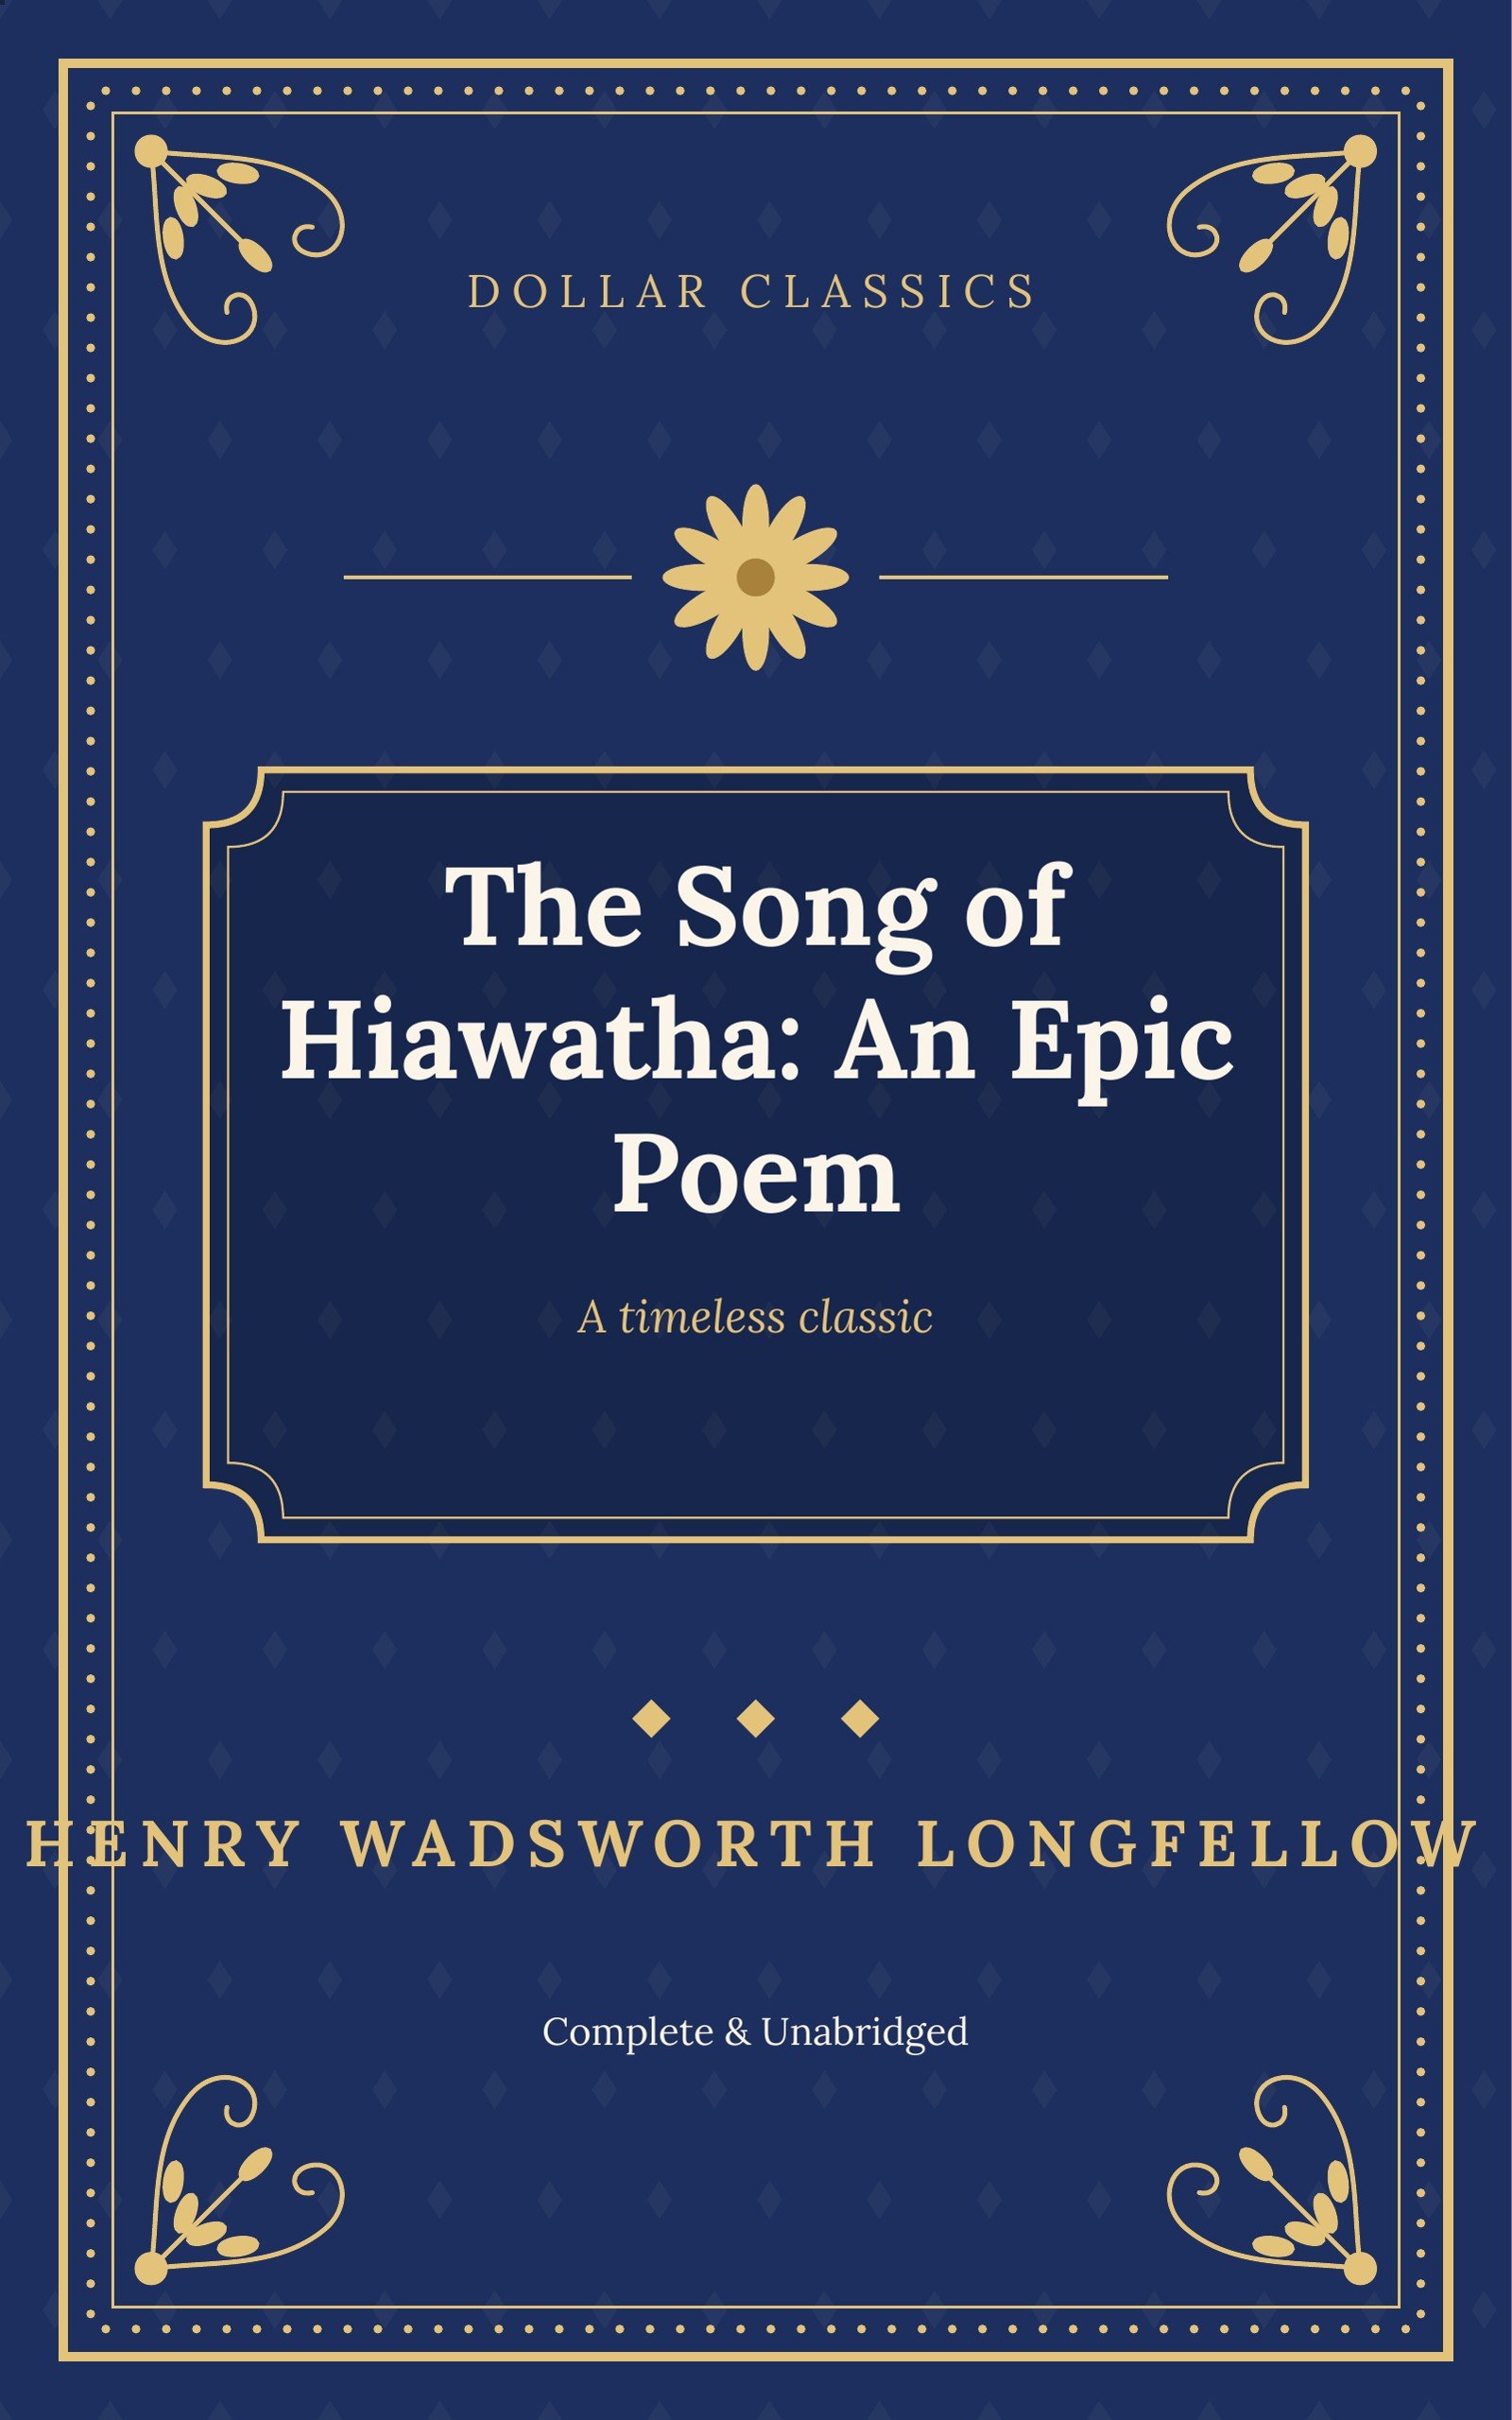 DOLLAR CLASSICS
The Song of
Hiawatha: An Epic
Poem
A timeless classic
HENRY WADSWORTH LONGFELLOW
Complete & Unabridged